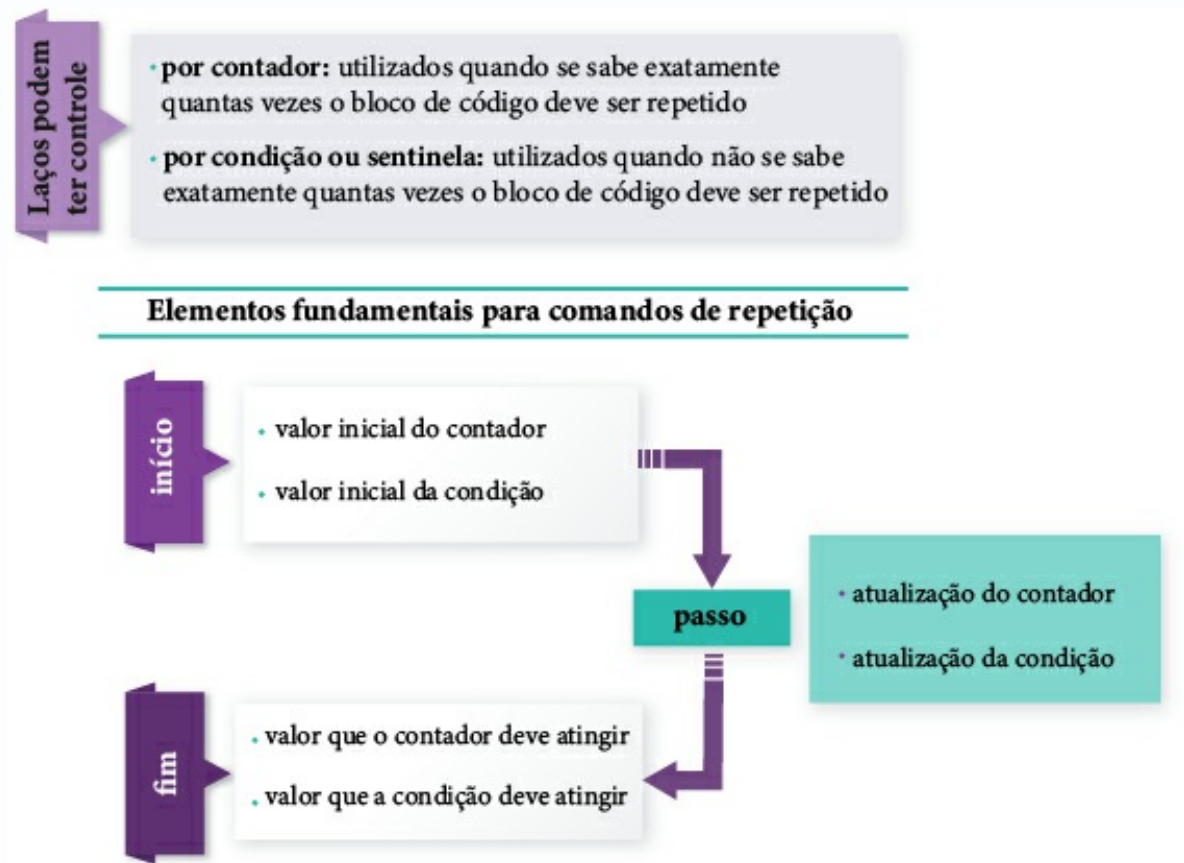 Laços podem
ter controle
• por contador: utilizados quando se sabe exatamente
quantas vezes o bloco de código deve ser repetido
• por condição ou sentinela: utilizados quando não se sabe
exatamente quantas vezes o bloco de código deve ser repetido
Elementos fundamentais para comandos de repetição
início
• valor inicial do contador
• valor inicial da condição
passo
• atualização do contador
• atualização da condição
fim
• valor que o contador deve atingir
• valor que a condição deve atingir